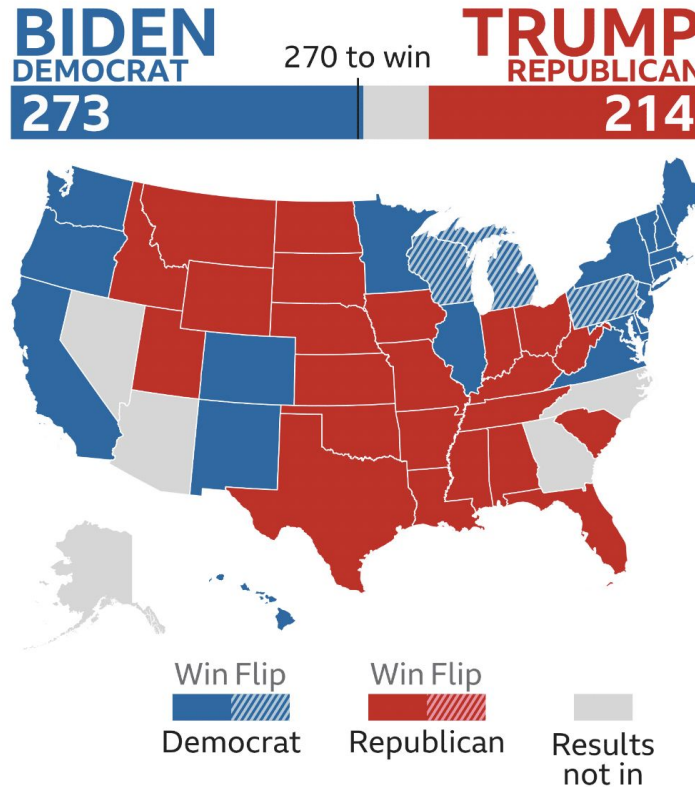 BIDEN
DEMOCRAT
270 to win
TRUMP
REPUBLICAN
273
214
Win Flip
Democrat
Win Flip
Republican
Results
not in